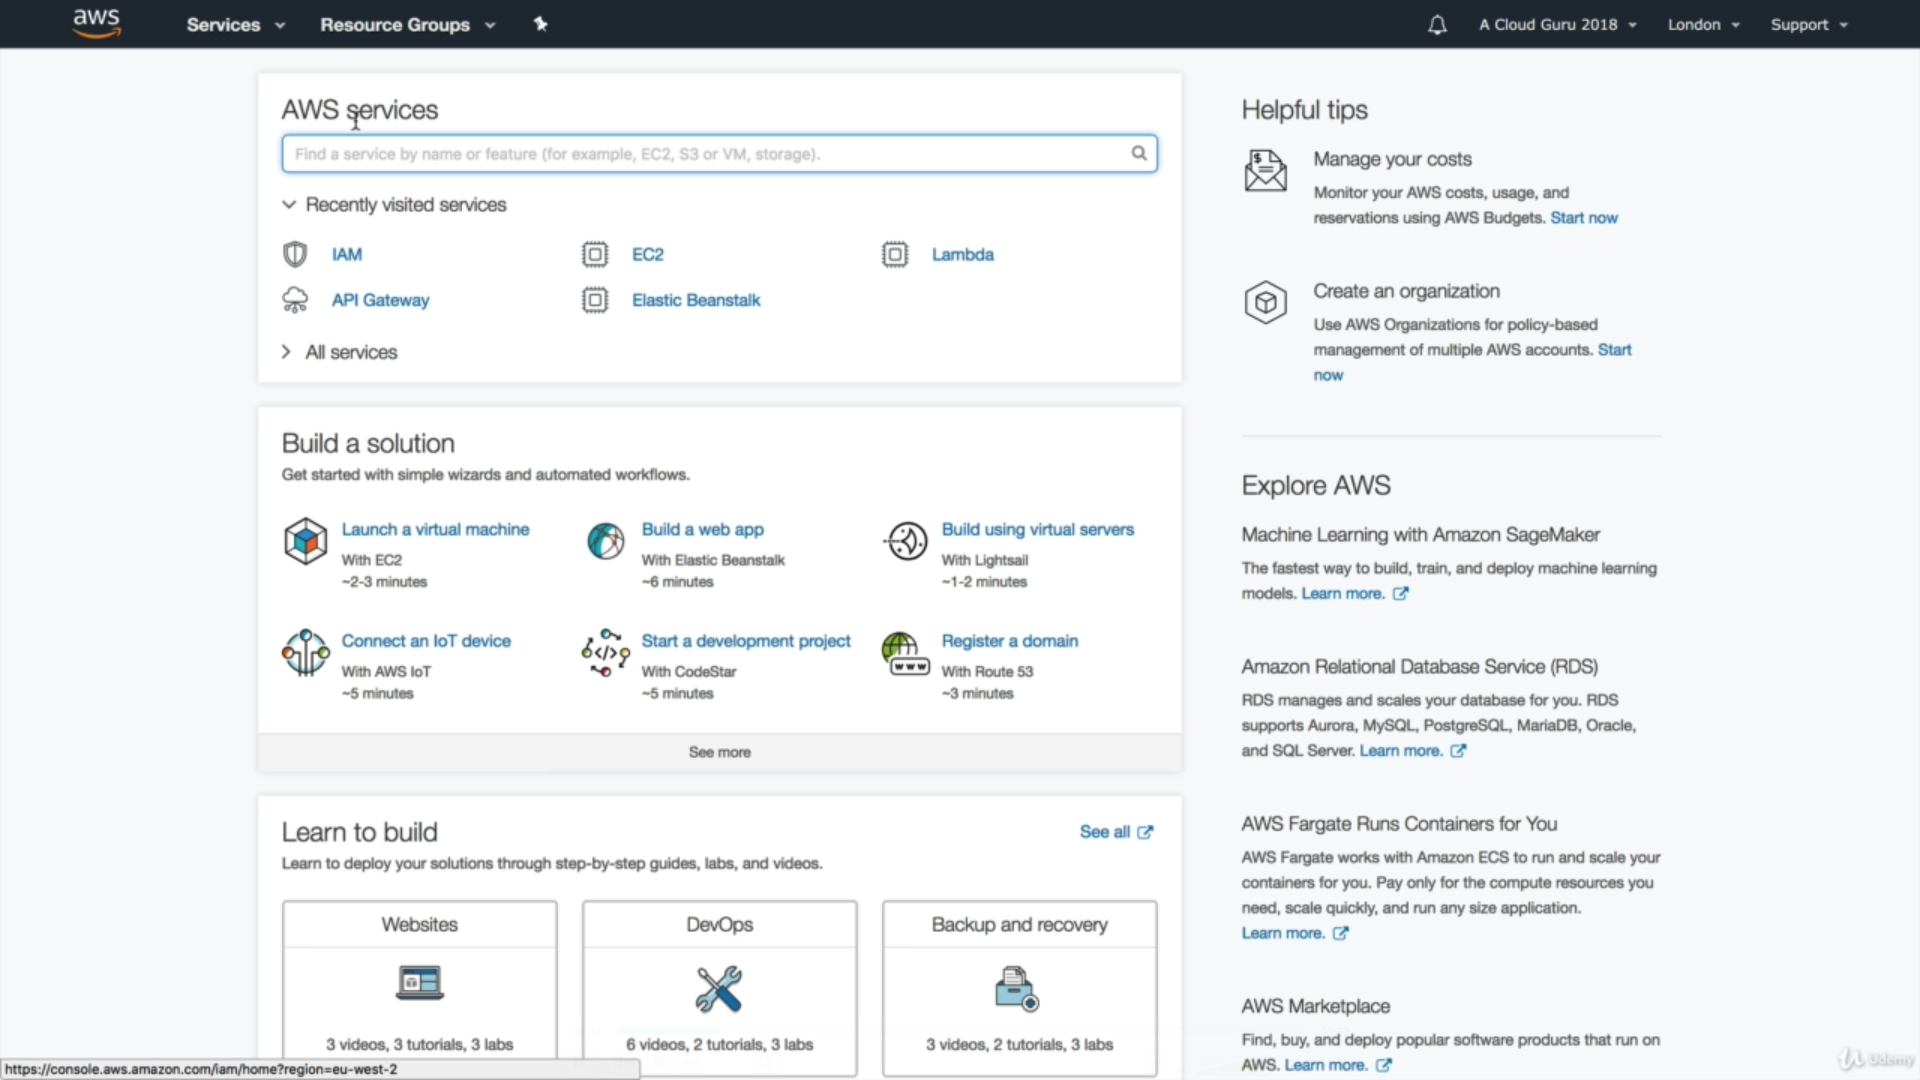 aws
Services
Resource Groups
A Cloud Guru 2018
London
Support
AWS services
Find a service by name or feature (for example, EC2, S3 or VM, storage).
Recently visited services
IAM
EC2
Lambda
API Gateway
Elastic Beanstalk
All services
Build a solution
Get started with simple wizards and automated workflows.
Launch a virtual machine
With EC2
~2-3 minutes
Build a web app
With Elastic Beanstalk
~6 minutes
Build using virtual servers
With Lightsail
~1-2 minutes
Connect an IoT device
With AWS IoT
~5 minutes
Start a development project
With CodeStar
~5 minutes
Register a domain
With Route 53
~3 minutes
See more
Learn to build
See all
Learn to deploy your solutions through step-by-step guides, labs, and videos.
Websites
3 videos, 3 tutorials, 3 labs
DevOps
6 videos, 2 tutorials, 3 labs
Backup and recovery
3 videos, 2 tutorials, 3 labs
Helpful tips
Manage your costs
Monitor your AWS costs, usage, and
reservations using AWS Budgets. Start now
Create an organization
Use AWS Organizations for policy-based
management of multiple AWS accounts. Start
now
Explore AWS
Machine Learning with Amazon SageMaker
The fastest way to build, train, and deploy machine learning
models. Learn more.
Amazon Relational Database Service (RDS)
RDS manages and scales your database for you. RDS
supports Aurora, MySQL, PostgreSQL, MariaDB, Oracle,
and SQL Server. Learn more.
AWS Fargate Runs Containers for You
AWS Fargate works with Amazon ECS to run and scale your
containers for you. Pay only for the compute resources you
need, scale quickly, and run any size application.
Learn more.
AWS Marketplace
Find, buy, and deploy popular software products that run on
AWS. Learn more.
https://console.aws.amazon.com/iam/home?region=eu-west-2
Udemy